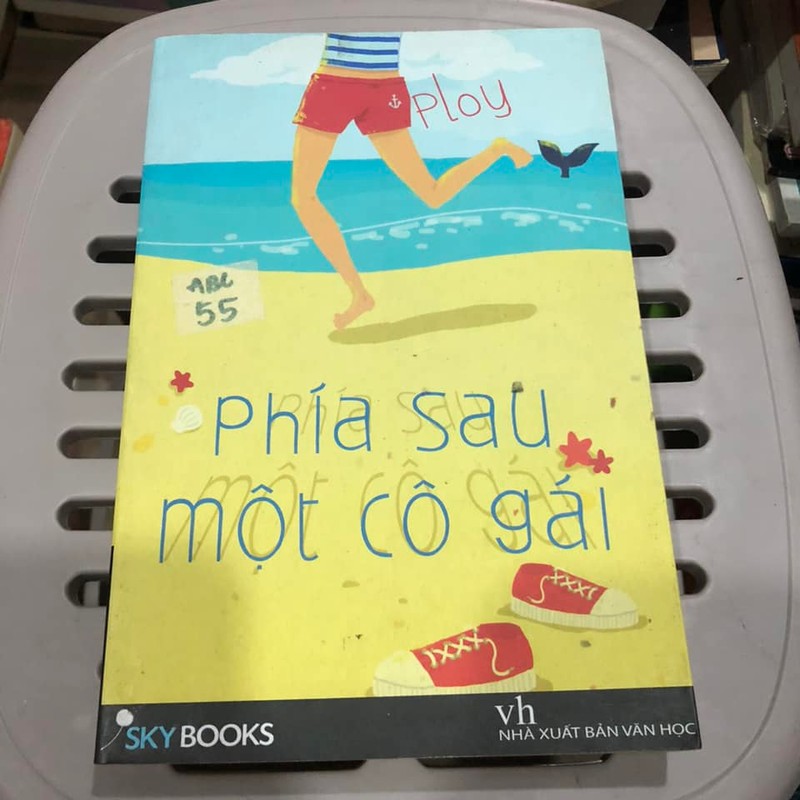 Ploy
ABC
55
Phía sau
một cô gái
SKY BOOKS
vh
NHÀ XUẤT BẢN VĂN HỌC